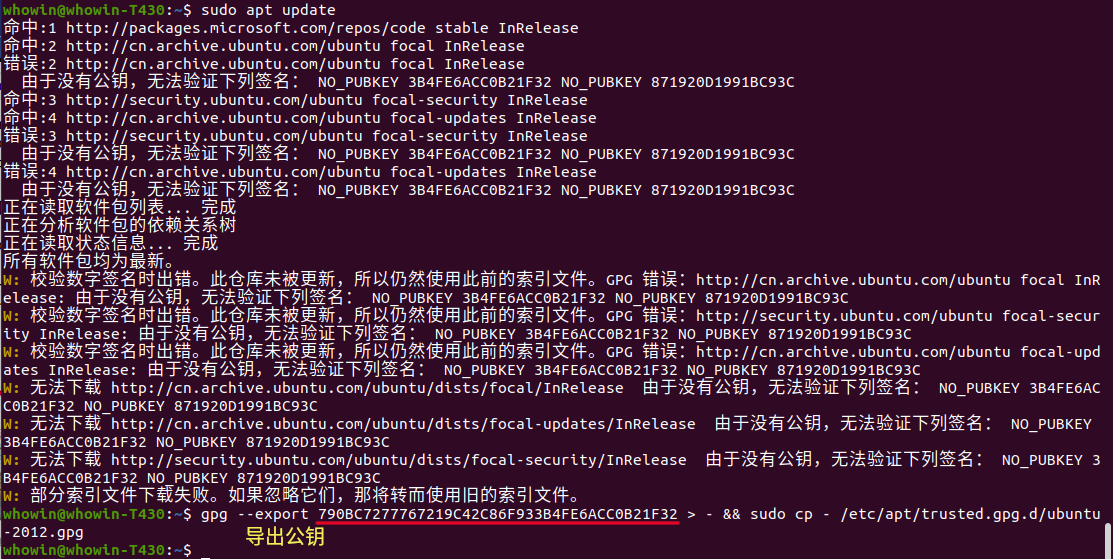 whowin@whowin-T430:~$ sudo apt update
命中:1 http://packages.microsoft.com/repos/code stable InRelease
命中:2 http://cn.archive.ubuntu.com/ubuntu focal InRelease
错误:2 http://cn.archive.ubuntu.com/ubuntu focal InRelease
  由于没有公钥，无法验证下列签名： NO_PUBKEY 3B4FE6ACC0B21F32 NO_PUBKEY 871920D1991BC93C
命中:3 http://security.ubuntu.com/ubuntu focal-security InRelease
命中:4 http://cn.archive.ubuntu.com/ubuntu focal-updates InRelease
错误:3 http://security.ubuntu.com/ubuntu focal-security InRelease
  由于没有公钥，无法验证下列签名： NO_PUBKEY 3B4FE6ACC0B21F32 NO_PUBKEY 871920D1991BC93C
错误:4 http://cn.archive.ubuntu.com/ubuntu focal-updates InRelease
  由于没有公钥，无法验证下列签名： NO_PUBKEY 3B4FE6ACC0B21F32 NO_PUBKEY 871920D1991BC93C
正在读取软件包列表... 完成
正在分析软件包的依赖关系树
正在读取状态信息... 完成
所有软件包均为最新。
W: 校验数字签名时出错。此仓库未被更新，所以仍然使用此前的索引文件。GPG 错误：http://cn.archive.ubuntu.com/ubuntu focal InR
elease: 由于没有公钥，无法验证下列签名： NO_PUBKEY 3B4FE6ACC0B21F32 NO_PUBKEY 871920D1991BC93C
W: 校验数字签名时出错。此仓库未被更新，所以仍然使用此前的索引文件。GPG 错误：http://security.ubuntu.com/ubuntu focal-secur
ity InRelease: 由于没有公钥，无法验证下列签名： NO_PUBKEY 3B4FE6ACC0B21F32 NO_PUBKEY 871920D1991BC93C
W: 校验数字签名时出错。此仓库未被更新，所以仍然使用此前的索引文件。GPG 错误：http://cn.archive.ubuntu.com/ubuntu focal-upd
ates InRelease: 由于没有公钥，无法验证下列签名： NO_PUBKEY 3B4FE6ACC0B21F32 NO_PUBKEY 871920D1991BC93C
W: 无法下载 http://cn.archive.ubuntu.com/ubuntu/dists/focal/InRelease  由于没有公钥，无法验证下列签名： NO_PUBKEY 3B4FE6AC
C0B21F32 NO_PUBKEY 871920D1991BC93C
W: 无法下载 http://cn.archive.ubuntu.com/ubuntu/dists/focal-updates/InRelease  由于没有公钥，无法验证下列签名： NO_PUBKEY
3B4FE6ACC0B21F32 NO_PUBKEY 871920D1991BC93C
W: 无法下载 http://security.ubuntu.com/ubuntu/dists/focal-security/InRelease  由于没有公钥，无法验证下列签名： NO_PUBKEY 3
B4FE6ACC0B21F32 NO_PUBKEY 871920D1991BC93C
W: 部分索引文件下载失败。如果忽略它们，那将转而使用旧的索引文件。
whowin@whowin-T430:~$ gpg --export 790BC7277767219C42C86F933B4FE6ACC0B21F32 > - && sudo cp - /etc/apt/trusted.gpg.d/ubuntu
-2012.gpg
导出公钥
whowin@whowin-T430:~$